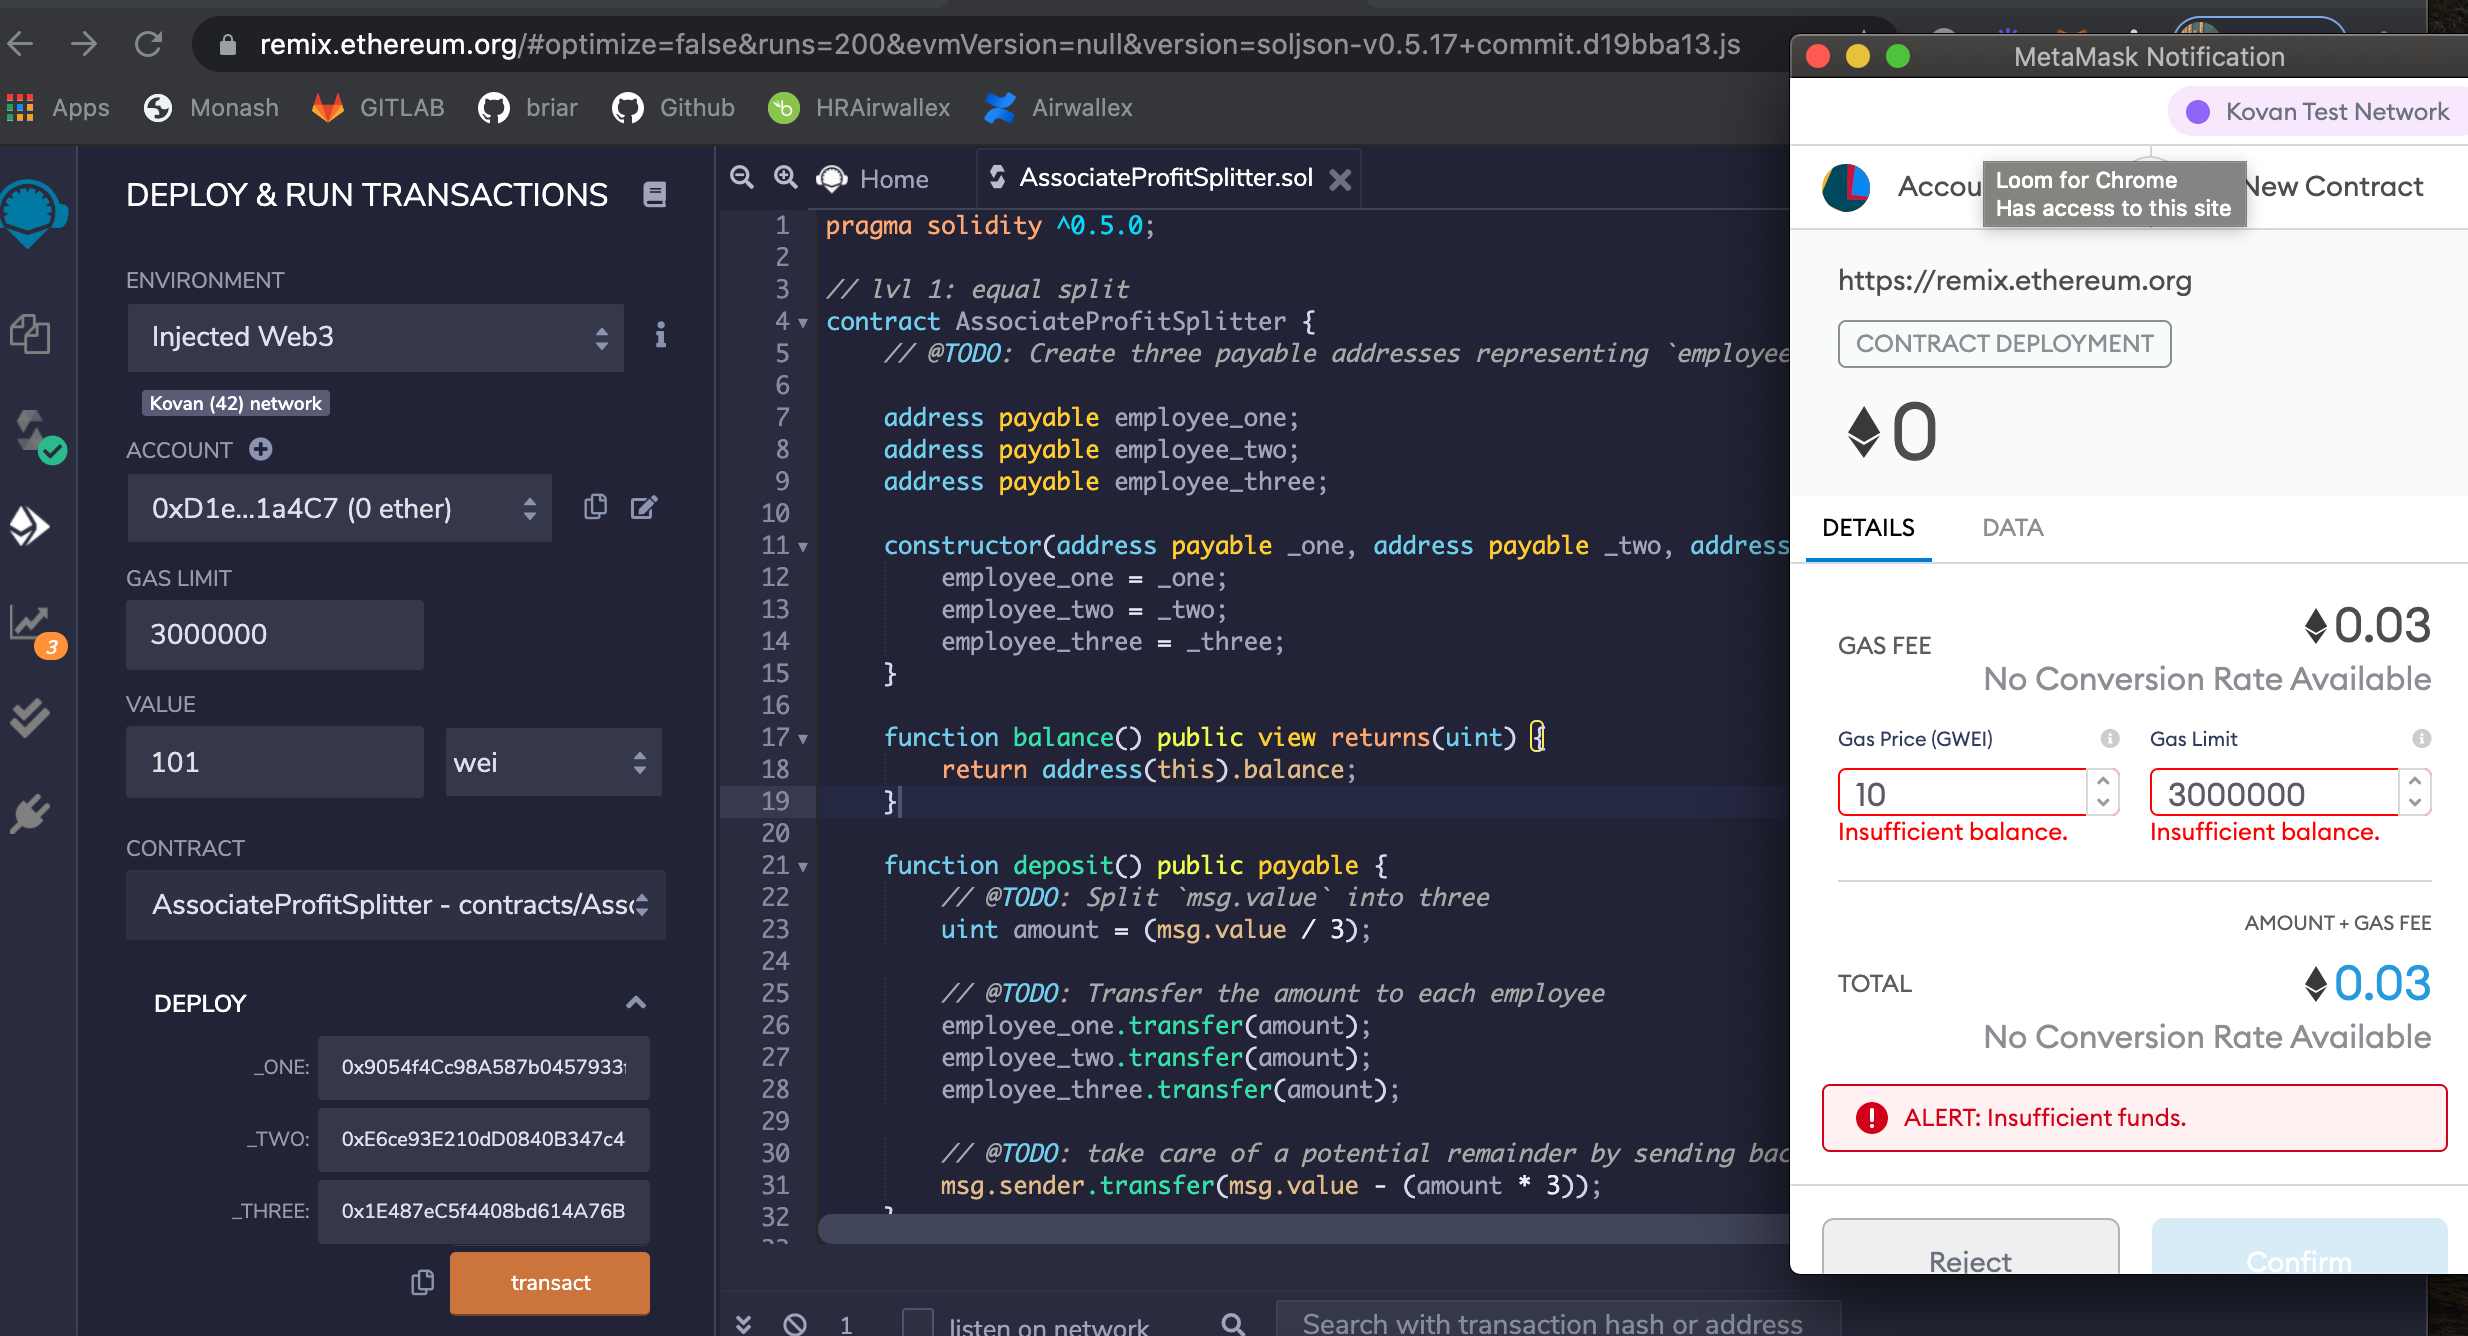 remix.ethereum.org/#optimize=false&runs=200&evmVersion=null&version=soljson-v0.5.17+commit.d19bba13.js
Apps Monash GITLAB briar Github HRAirwallex Airwallex
DEPLOY & RUN TRANSACTIONS
ENVIRONMENT
Injected Web3
Kovan (42) network
ACCOUNT
0xD1e...1a4C7 (0 ether)
GAS LIMIT
3000000
VALUE
101 wei
CONTRACT
AssociateProfitSplitter - contracts/Asso
DEPLOY
_ONE: 0x9054f4Cc98A587b0457933f
_TWO: 0xE6ce93E210dD0840B347c4
_THREE: 0x1E487eC5f4408bd614A76B
transact
3
Home AssociateProfitSplitter.sol
1 pragma solidity ^0.5.0;
2
3 // lvl 1: equal split
4 contract AssociateProfitSplitter {
5 // @TODO: Create three payable addresses representing `employee
6
7 address payable employee_one;
8 address payable employee_two;
9 address payable employee_three;
10
11 constructor(address payable _one, address payable _two, address
12 employee_one = _one;
13 employee_two = _two;
14 employee_three = _three;
15 }
16
17 function balance() public view returns(uint) {
18 return address(this).balance;
19 }
20
21 function deposit() public payable {
22 // @TODO: Split `msg.value` into three
23 uint amount = (msg.value / 3);
24
25 // @TODO: Transfer the amount to each employee
26 employee_one.transfer(amount);
27 employee_two.transfer(amount);
28 employee_three.transfer(amount);
29
30 // @TODO: take care of a potential remainder by sending bac
31 msg.sender.transfer(msg.value - (amount * 3));
32 }
1 listen on network Search with transaction hash or address
MetaMask Notification
Kovan Test Network
Accou New Contract
Loom for Chrome
Has access to this site
https://remix.ethereum.org
CONTRACT DEPLOYMENT
0
DETAILS DATA
GAS FEE 0.03
No Conversion Rate Available
Gas Price (GWEI) Gas Limit
10 3000000
Insufficient balance. Insufficient balance.
AMOUNT + GAS FEE
TOTAL 0.03
No Conversion Rate Available
ALERT: Insufficient funds.
Reject Confirm